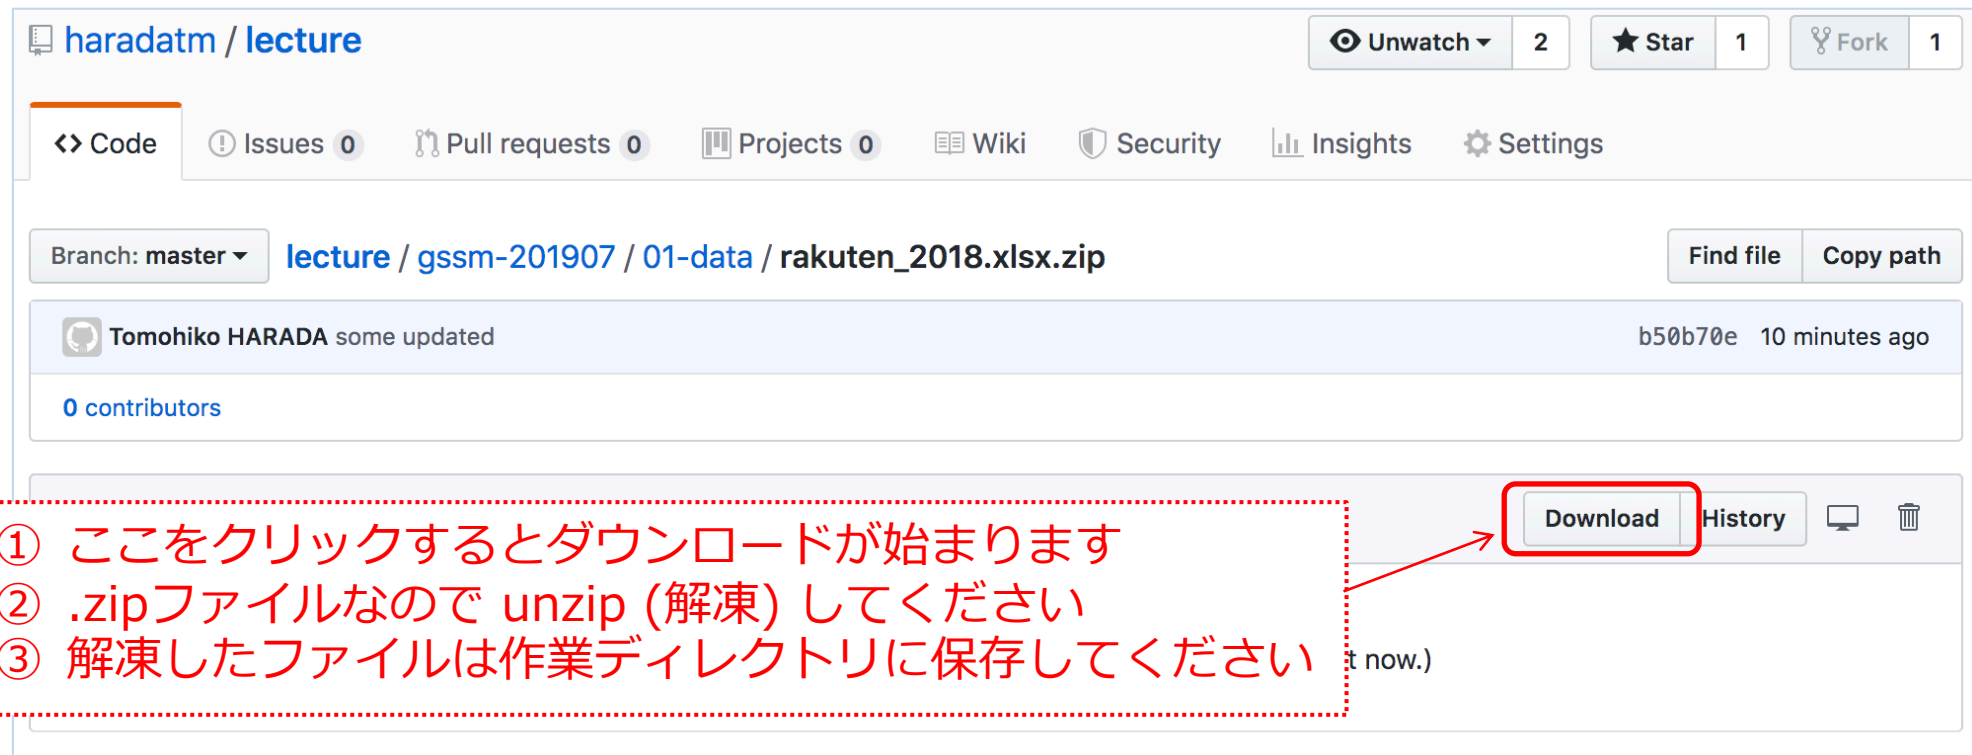 haradatm / lecture
Unwatch 2 Star 1 Fork 1
Code Issues 0 Pull requests 0 Projects 0 Wiki Security Insights Settings
Branch: master lecture / gssm-201907 / 01-data / rakuten_2018.xlsx.zip Find file Copy path
Tomohiko HARADA some updated b50b70e 10 minutes ago
0 contributors
Download History
① ここをクリックするとダウンロードが始まります
② .zipファイルなので unzip (解凍) してください
③ 解凍したファイルは作業ディレクトリに保存してください
t now.)